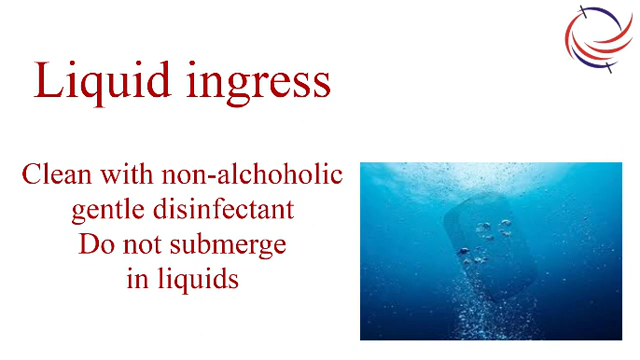 Liquid ingress
Clean with non-alchoholic
gentle disinfectant
Do not submerge
in liquids